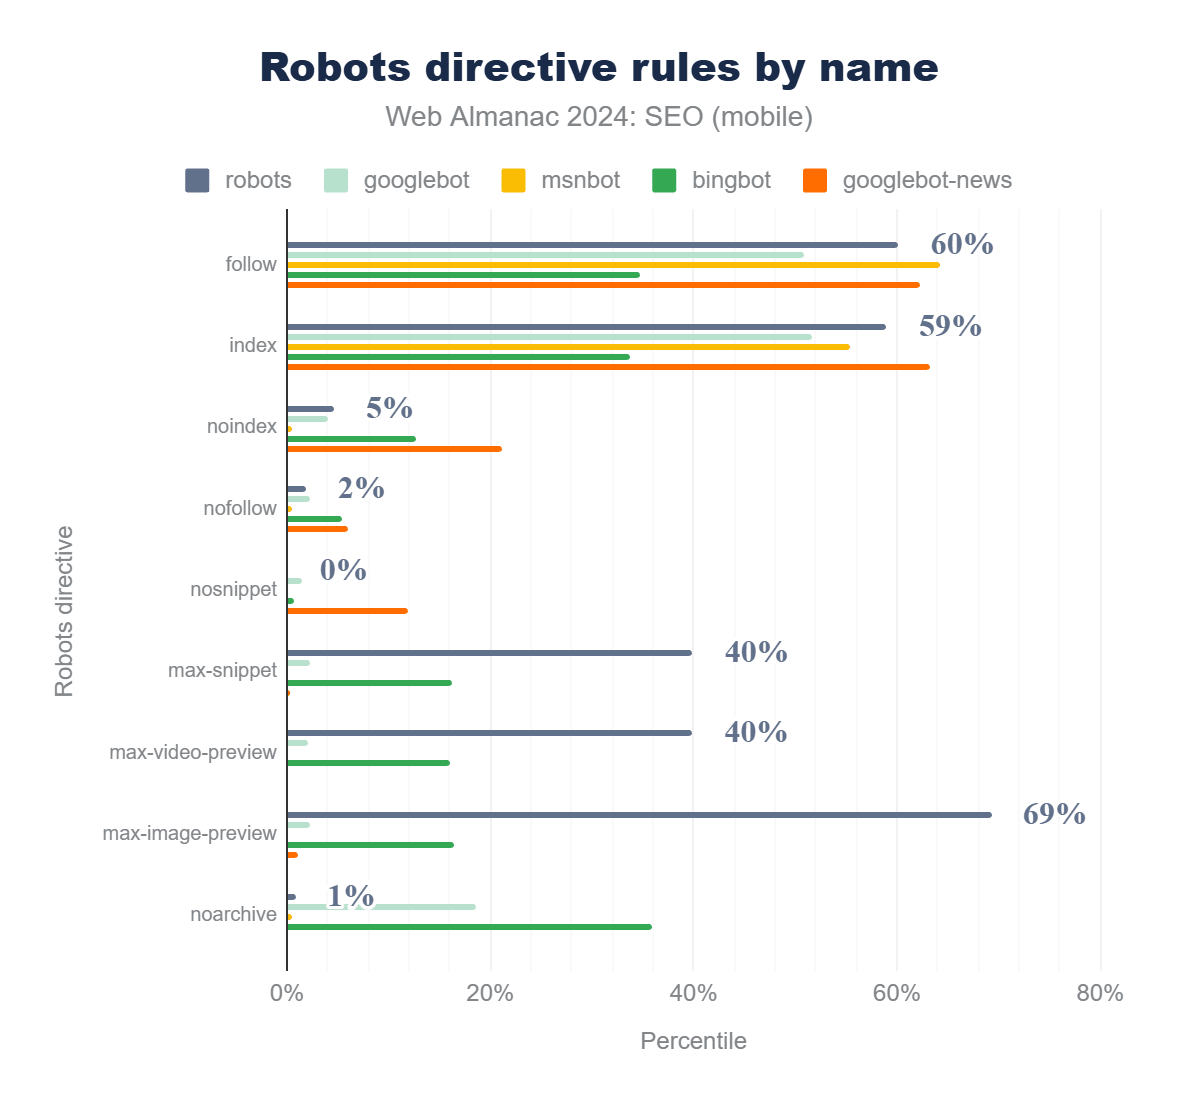 Robots directive rules by name
Web Almanac 2024: SEO (mobile)
robots googlebot msnbot bingbot googlebot-news
follow 60%
index 59%
noindex 5%
nofollow 2%
nosnippet 0%
max-snippet 40%
max-video-preview 40%
max-image-preview 69%
noarchive 1%
Robots directive
0% 20% 40% 60% 80%
Percentile